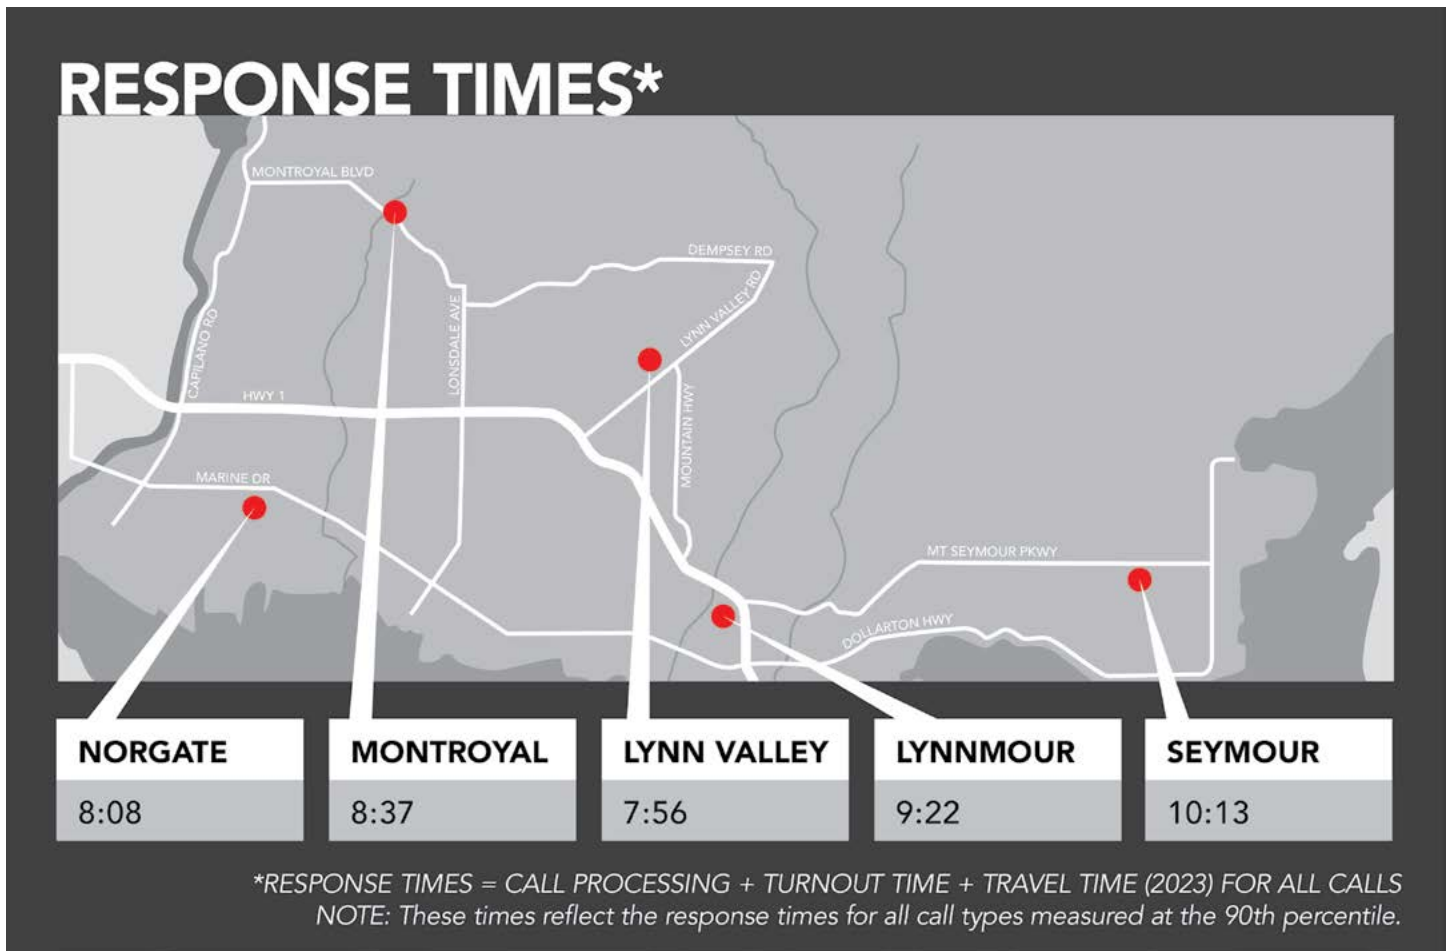 RESPONSE TIMES*
MONTROYAL BLVD
DEMPSEY RD
LYNN VALLEY RD
CAPILANO RD
LONSDALE AVE
HWY 1
MOUNTAIN HWY
MARINE DR
MT SEYMOUR PKWY
DOLLARTON HWY
NORGATE
8:08
MONTROYAL
8:37
LYNN VALLEY
7:56
LYNNMOUR
9:22
SEYMOUR
10:13
*RESPONSE TIMES = CALL PROCESSING + TURNOUT TIME + TRAVEL TIME (2023) FOR ALL CALLS
NOTE: These times reflect the response times for all call types measured at the 90th percentile.